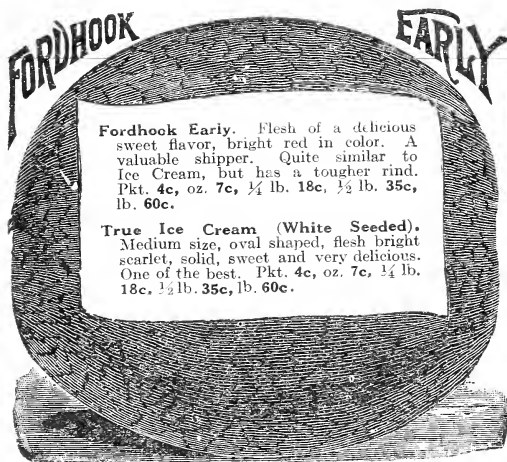 FORDHOOK EARLY
Fordhook Early. Flesh of a delicious
sweet flavor, bright red in color. A
valuable shipper. Quite similar to
Ice Cream, but has a tougher rind.
Pkt. 4c, oz. 7c, ¼ lb. 18c, ½ lb. 35c,
lb. 60c.
True Ice Cream (White Seeded).
Medium size, oval shaped, flesh bright
scarlet, solid, sweet and very delicious.
One of the best. Pkt. 4c, oz. 7c, ¼ lb.
18c, ½ lb. 35c, lb. 60c.